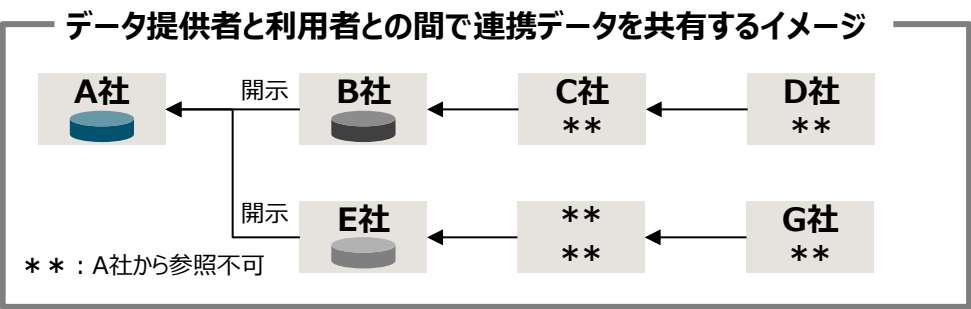 データ提供者と利用者との間で連携データを共有するイメージ
A社
開示
B社
C社
**
D社
**
開示
E社
**
**
G社
**
**：A社から参照不可